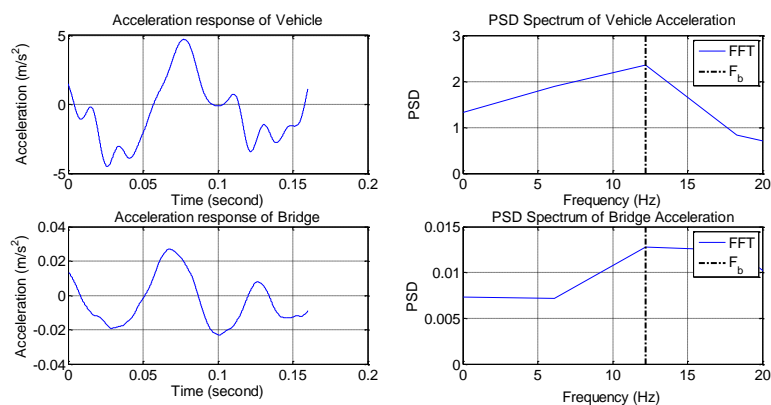 Acceleration response of Vehicle
Acceleration (m/s²)
5
0
-5
0
0.05
0.1
0.15
0.2
Time (second)
PSD Spectrum of Vehicle Acceleration
PSD
3
2
1
0
0
5
10
15
20
Frequency (Hz)
FFT
F_b
Acceleration response of Bridge
Acceleration (m/s²)
0.04
0.02
0
-0.02
-0.04
0
0.05
0.1
0.15
0.2
Time (second)
PSD Spectrum of Bridge Acceleration
PSD
0.015
0.01
0.005
0
0
5
10
15
20
Frequency (Hz)
FFT
F_b